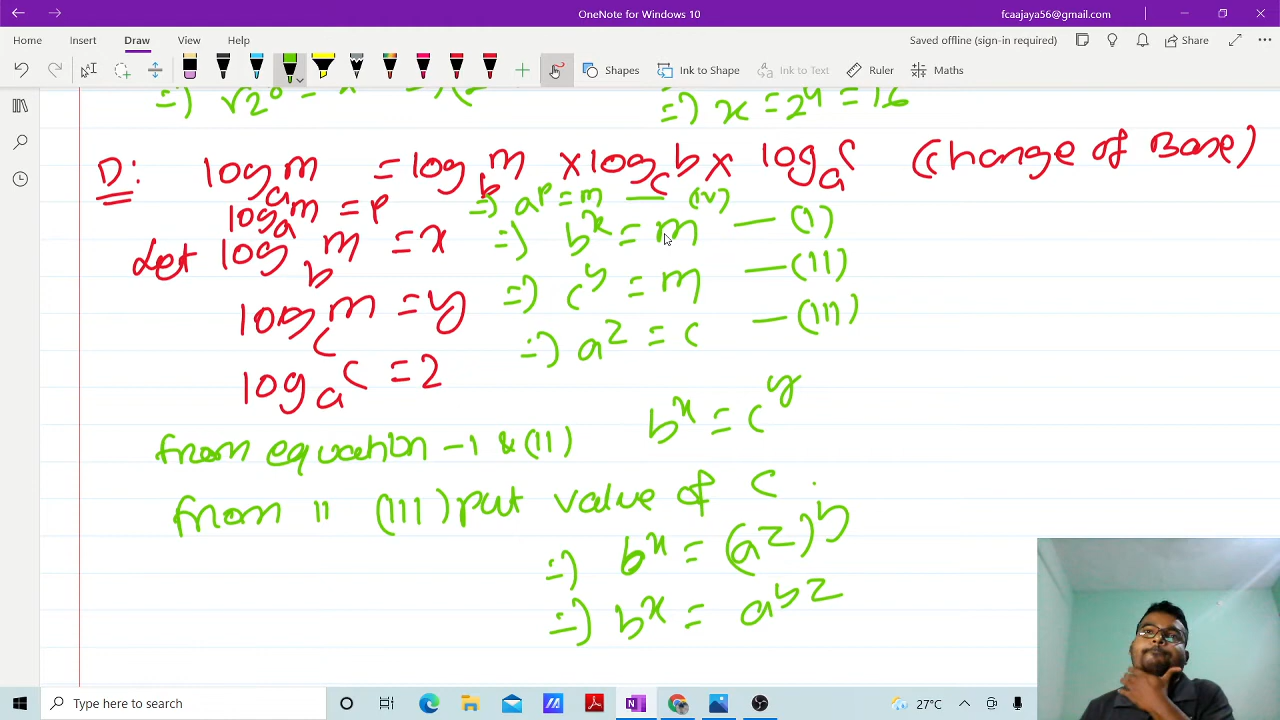 OneNote for Windows 10
fcaajaya56@gmail.com
Home Insert Draw View Help
Saved offline (sign-in required) Share
Shapes Ink to Shape Ink to Text Ruler Maths
=) x = 2^4 = 16
D: log_a m = log_b m x log_c b x log_a c (Change of Base)
log_a m = p =) a^p = m — (iv)
Let log_b m = x =) b^x = m — (I)
log_c m = y =) c^y = m — (II)
log_a c = z =) a^z = c — (III)
b^x = c^y
from equation -1 & (II)
from 11 (III) put value of c
=) b^x = (a^z)^y
=) b^x = a^yz
Type here to search
27°C